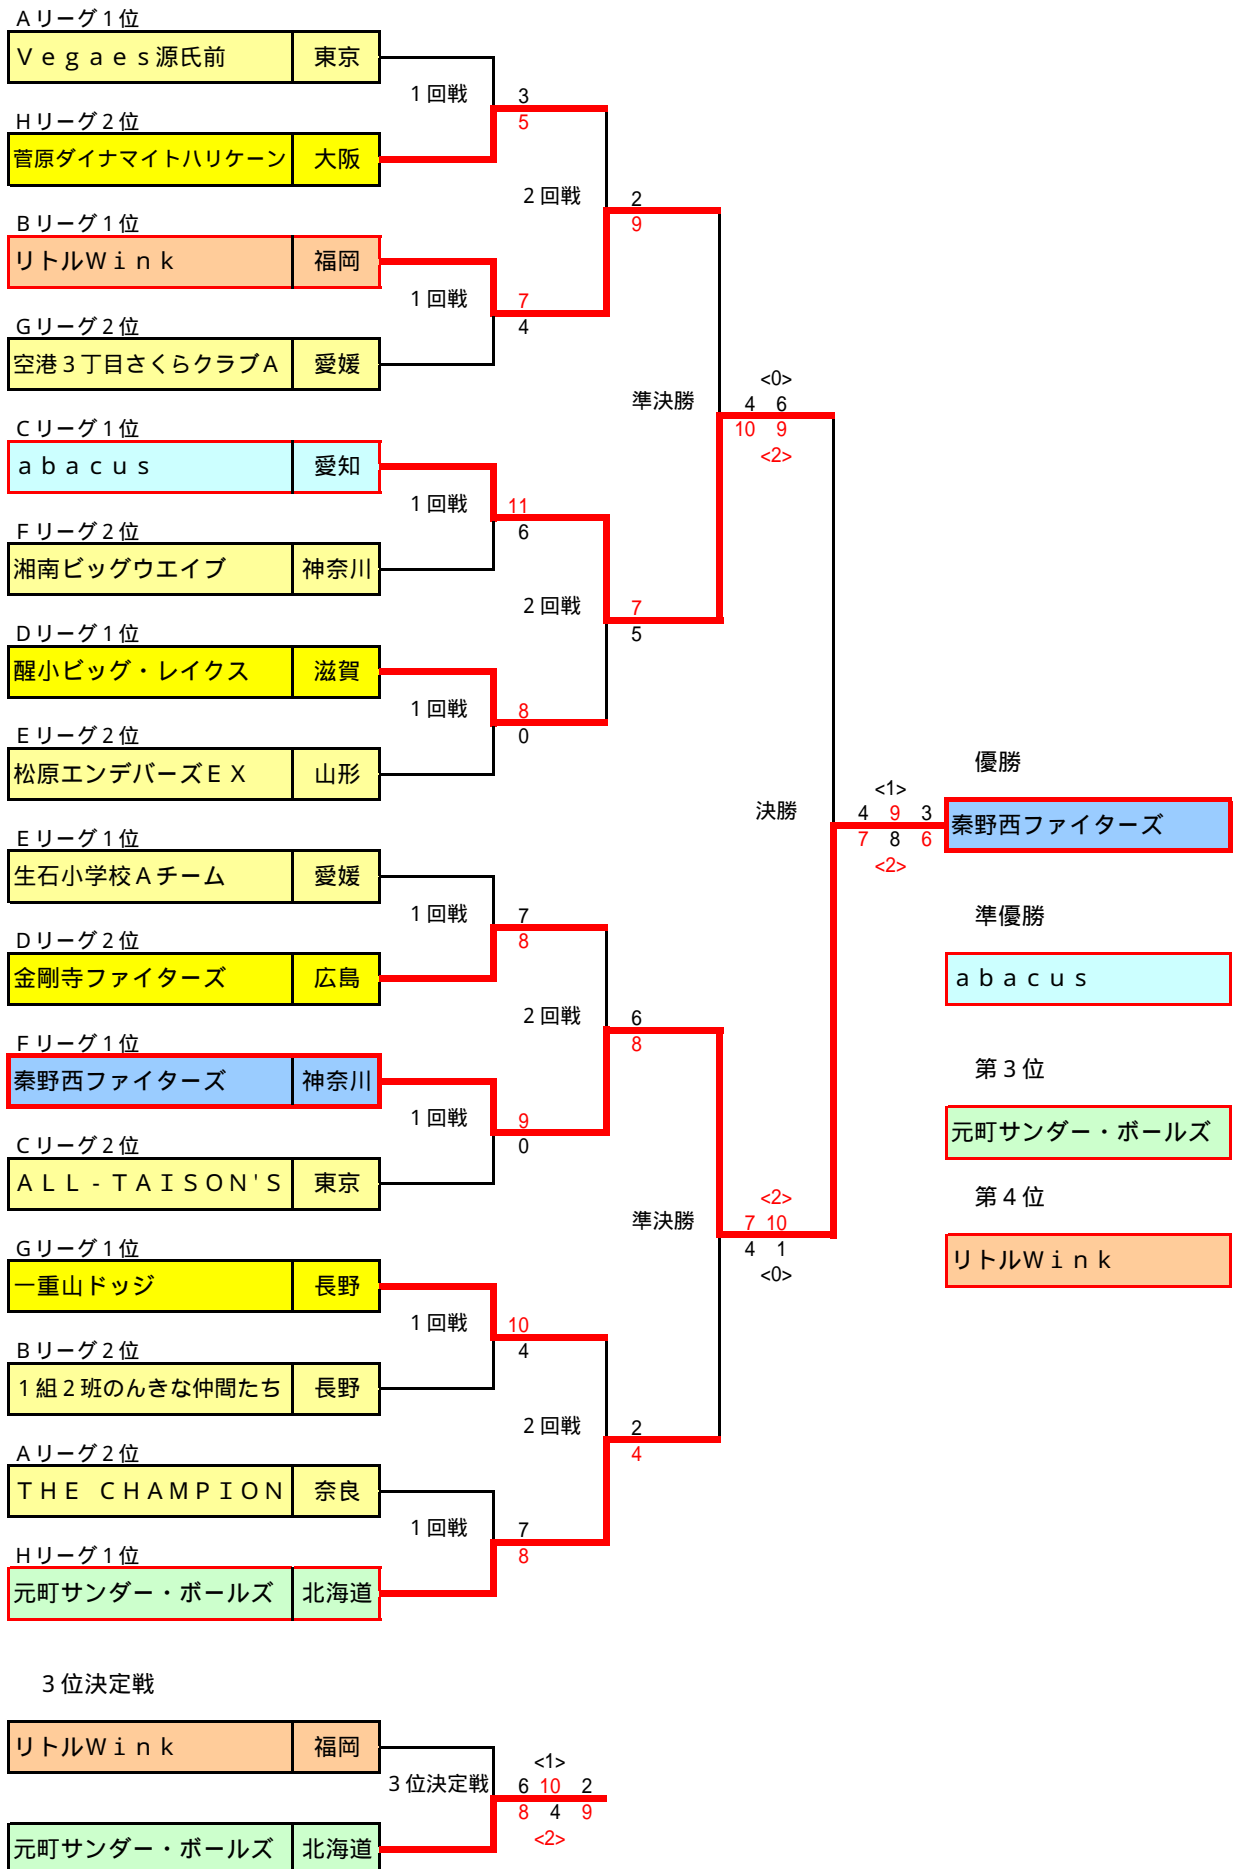 Aリーグ1位
Vegaes源氏前 東京
1回戦 3
5
Hリーグ2位
菅原ダイナマイトハリケーン 大阪
2回戦 2
9
Bリーグ1位
リトルWink 福岡
1回戦 7
4
Gリーグ2位
空港3丁目さくらクラブA 愛媛
<0>
準決勝 4 6
10 9
<2>
Cリーグ1位
abacus 愛知
1回戦 11
6
Fリーグ2位
湘南ビッグウエイブ 神奈川
2回戦 7
5
Dリーグ1位
醒小ビッグ・レイクス 滋賀
1回戦 8
0
Eリーグ2位
松原エンデバーズEX 山形
優勝
<1>
決勝 4 9 3
7 8 6
<2>
秦野西ファイターズ
Eリーグ1位
生石小学校Aチーム 愛媛
1回戦 7
8
準優勝
abacus
Dリーグ2位
金剛寺ファイターズ 広島
2回戦 6
8
第3位
元町サンダー・ボールズ
Fリーグ1位
秦野西ファイターズ 神奈川
1回戦 9
0
Cリーグ2位
ALL-TAISON'S 東京
第4位
リトルWink
<2>
準決勝 7 10
4 1
<0>
Gリーグ1位
一重山ドッジ 長野
1回戦 10
4
Bリーグ2位
1組2班のんきな仲間たち 長野
2回戦 2
4
Aリーグ2位
THE CHAMPION 奈良
1回戦 7
8
Hリーグ1位
元町サンダー・ボールズ 北海道
3位決定戦
リトルWink 福岡
<1>
3位決定戦 6 10 2
8 4 9
<2>
元町サンダー・ボールズ 北海道